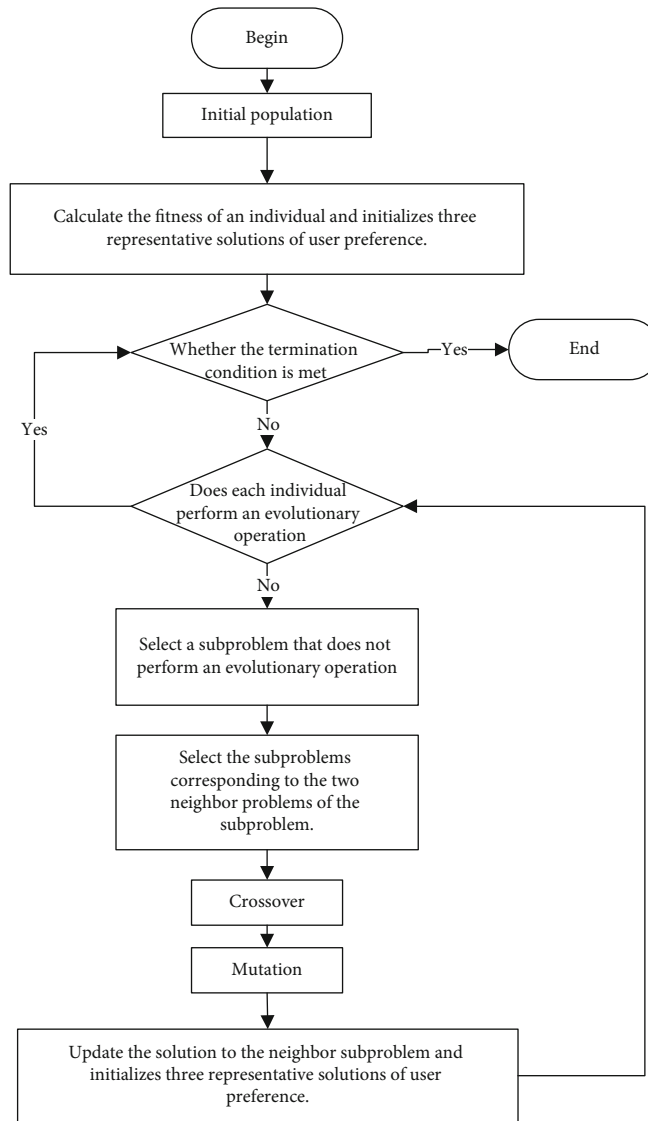 Begin
Initial population
Calculate the fitness of an individual and initializes three
representative solutions of user preference.
Whether the termination
condition is met
Yes
End
Yes
No
Does each individual
perform an evolutionary
operation
No
Select a subproblem that does not
perform an evolutionary operation
Select the subproblems
corresponding to the two
neighbor problems of the
subproblem.
Crossover
Mutation
Update the solution to the neighbor subproblem and
initializes three representative solutions of user
preference.